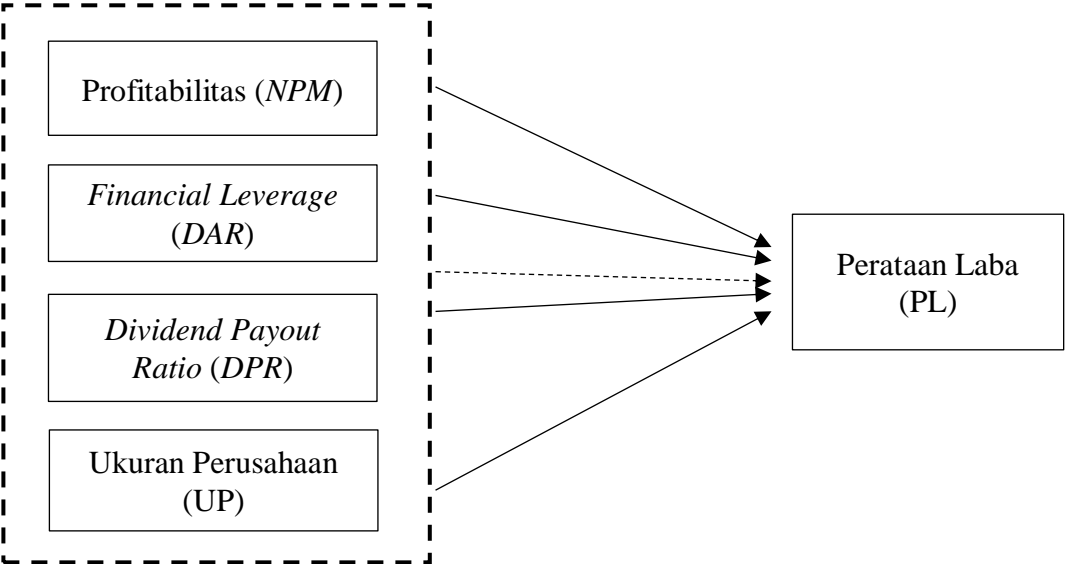 Profitabilitas (NPM)
Financial Leverage
(DAR)
Dividend Payout
Ratio (DPR)
Ukuran Perusahaan
(UP)
Perataan Laba
(PL)